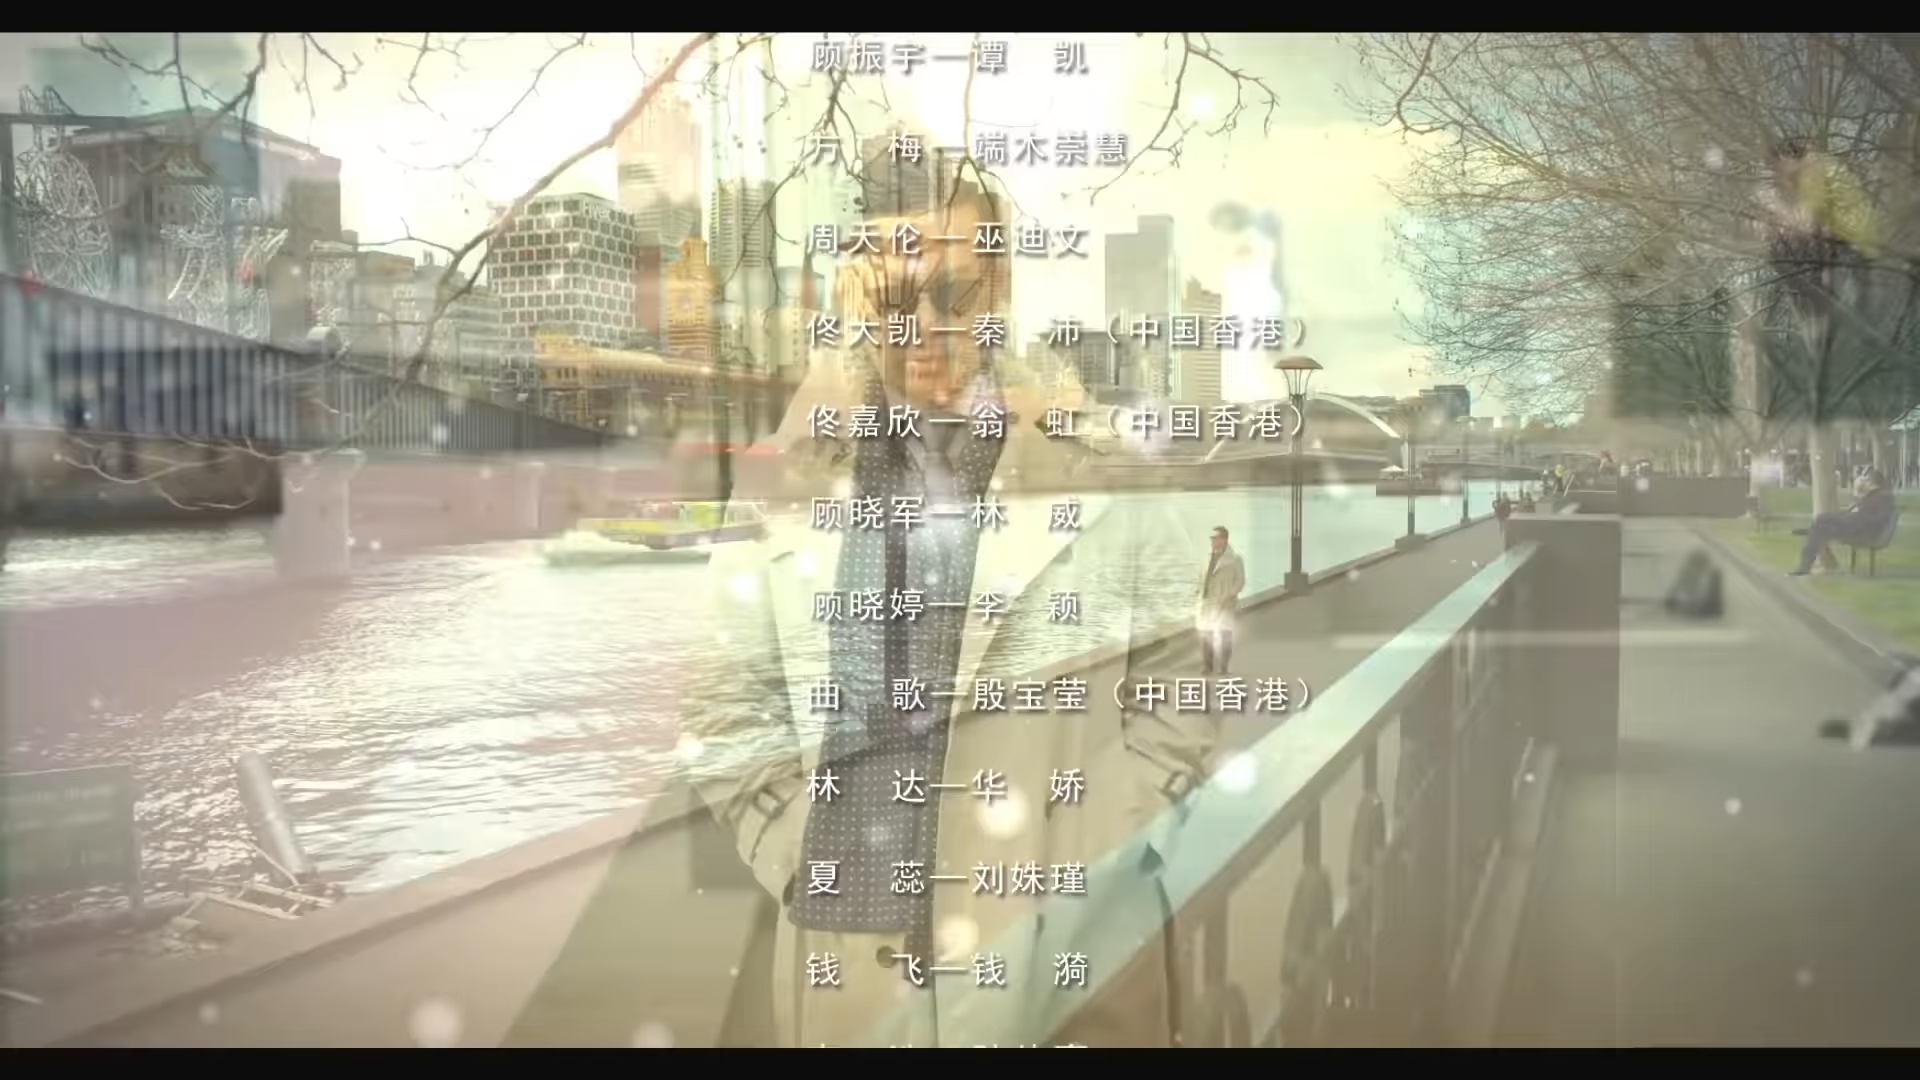 顾振宇—谭　凯
方　梅—端木崇慧
周天伦—巫迪文
佟大凯—秦　沛（中国香港）
佟嘉欣—翁　虹（中国香港）
顾晓军—林　威
顾晓婷—李　颖
曲　歌—殷宝莹（中国香港）
林　达—华　娇
夏　蕊—刘姝瑾
钱　飞—钱　漪